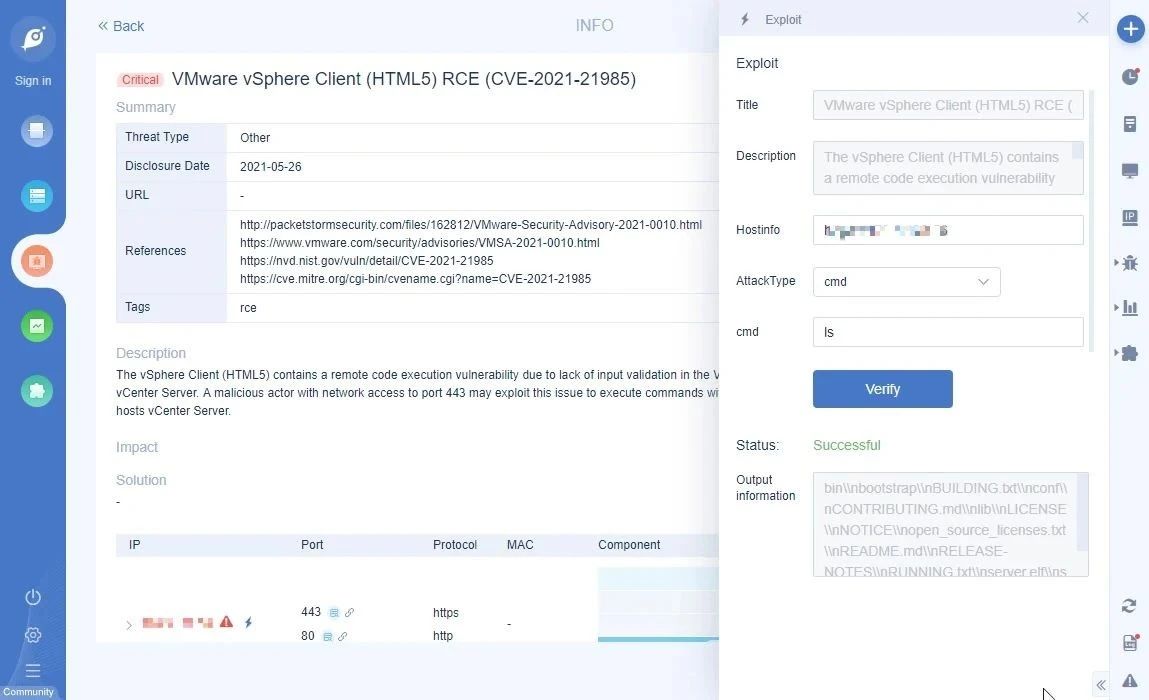 Sign in
Community
Back
INFO
Critical VMware vSphere Client (HTML5) RCE (CVE-2021-21985)
Summary
Threat Type Other
Disclosure Date 2021-05-26
URL -
References
http://packetstormsecurity.com/files/162812/VMware-Security-Advisory-2021-0010.html
https://www.vmware.com/security/advisories/VMSA-2021-0010.html
https://nvd.nist.gov/vuln/detail/CVE-2021-21985
https://cve.mitre.org/cgi-bin/cvename.cgi?name=CVE-2021-21985
Tags rce
Description
The vSphere Client (HTML5) contains a remote code execution vulnerability due to lack of input validation in the V
vCenter Server. A malicious actor with network access to port 443 may exploit this issue to execute commands wi
hosts vCenter Server.
Impact
Solution
-
IP Port Protocol MAC Component
443 https -
80 http
Exploit
Exploit
Title VMware vSphere Client (HTML5) RCE (
Description The vSphere Client (HTML5) contains
a remote code execution vulnerability
Hostinfo
AttackType cmd
cmd ls
Verify
Status: Successful
Output
information
bin\\nbootstrap\\nBUILDING.txt\\nconf\\
nCONTRIBUTING.md\\nlib\\nLICENSE
\\nNOTICE\\nopen_source_licenses.txt
\\nREADME.md\\nRELEASE-
NOTES\\nRUNNING.txt\\nserver.elf\\ns
IP
LOG